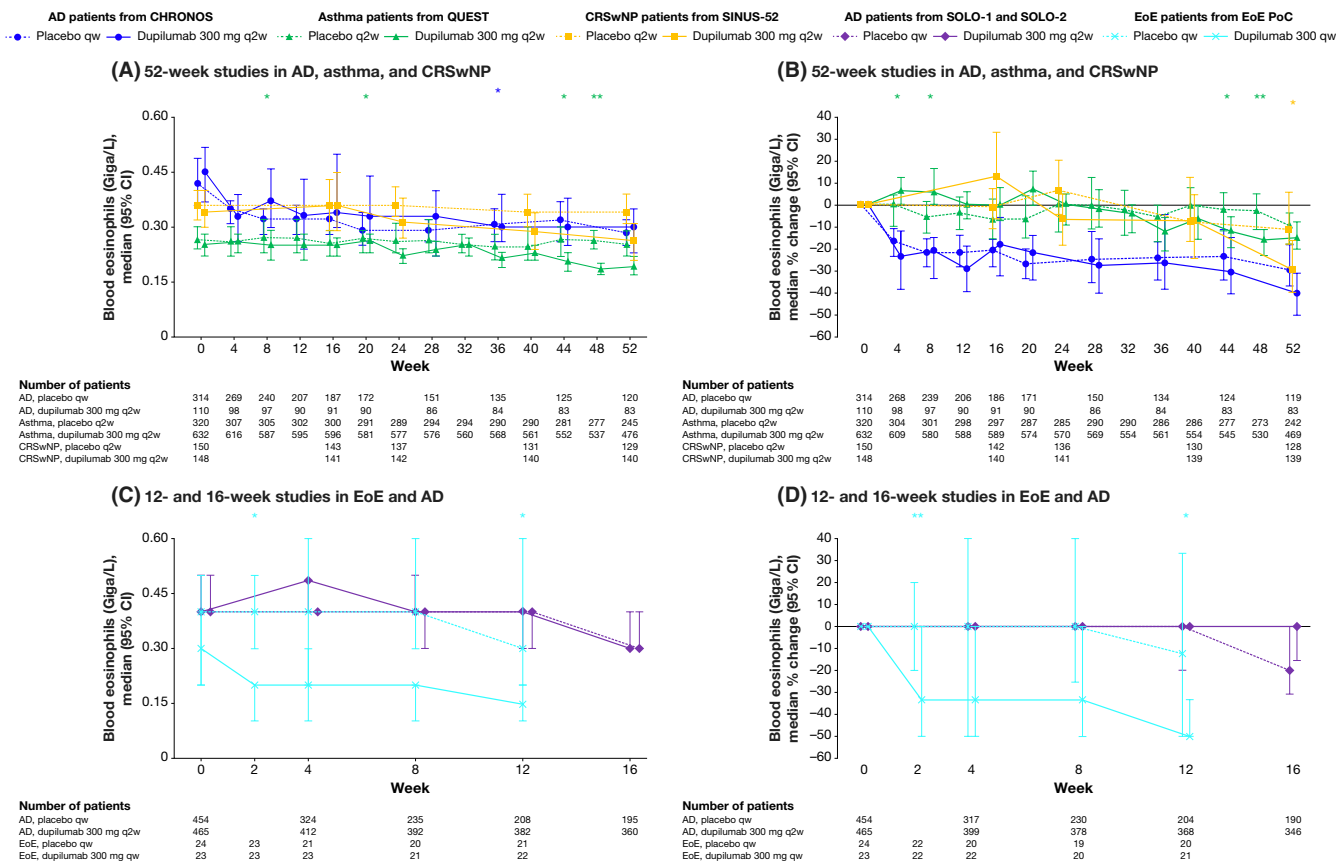 AD patients from CHRONOS Asthma patients from QUEST CRSwNP patients from SINUS-52 AD patients from SOLO-1 and SOLO-2 EoE patients from EoE PoC
Placebo qw Dupilumab 300 mg q2w Placebo q2w Dupilumab 300 mg q2w Placebo q2w Dupilumab 300 mg q2w Placebo qw Dupilumab 300 mg q2w Placebo qw Dupilumab 300 qw
(A) 52-week studies in AD, asthma, and CRSwNP
* * * * **
Blood eosinophils (Giga/L),
median (95% CI)
0.60
0.45
0.30
0.15
0
0 4 8 12 16 20 24 28 32 36 40 44 48 52
Week
Number of patients
AD, placebo qw 314 269 240 207 187 172 151 135 125 120
AD, dupilumab 300 mg q2w 110 98 97 90 91 90 86 84 83 83
Asthma, placebo q2w 320 307 305 302 300 291 289 294 294 290 290 281 277 245
Asthma, dupilumab 300 mg q2w 632 616 587 595 596 581 577 576 560 568 561 552 537 476
CRSwNP, placebo q2w 150 143 137 131 129
CRSwNP, dupilumab 300 mg q2w 148 141 142 140 140
(B) 52-week studies in AD, asthma, and CRSwNP
* * * ** *
Blood eosinophils (Giga/L),
median % change (95% CI)
40
30
20
10
0
−10
−20
−30
−40
−50
−60
0 4 8 12 16 20 24 28 32 36 40 44 48 52
Week
Number of patients
AD, placebo qw 314 268 239 206 186 171 150 134 124 119
AD, dupilumab 300 mg q2w 110 98 97 90 91 90 86 84 83 83
Asthma, placebo q2w 320 304 301 298 297 287 285 290 290 286 286 277 273 242
Asthma, dupilumab 300 mg q2w 632 609 580 588 589 574 570 569 554 561 554 545 530 469
CRSwNP, placebo q2w 150 142 136 130 128
CRSwNP, dupilumab 300 mg q2w 148 140 141 139 139
(C) 12- and 16-week studies in EoE and AD
* *
Blood eosinophils (Giga/L),
median (95% CI)
0.60
0.45
0.30
0.15
0
0 2 4 8 12 16
Week
Number of patients
AD, placebo qw 454 324 235 208 195
AD, dupilumab 300 mg q2w 465 412 392 382 360
EoE, placebo qw 24 23 21 20 21
EoE, dupilumab 300 mg qw 23 23 23 21 22
(D) 12- and 16-week studies in EoE and AD
** *
Blood eosinophils (Giga/L),
median % change (95% CI)
40
30
20
10
0
−10
−20
−30
−40
−50
−60
0 2 4 8 12 16
Week
Number of patients
AD, placebo qw 454 317 230 204 190
AD, dupilumab 300 mg q2w 465 399 378 368 346
EoE, placebo qw 24 22 20 19 20
EoE, dupilumab 300 mg qw 23 22 22 20 21